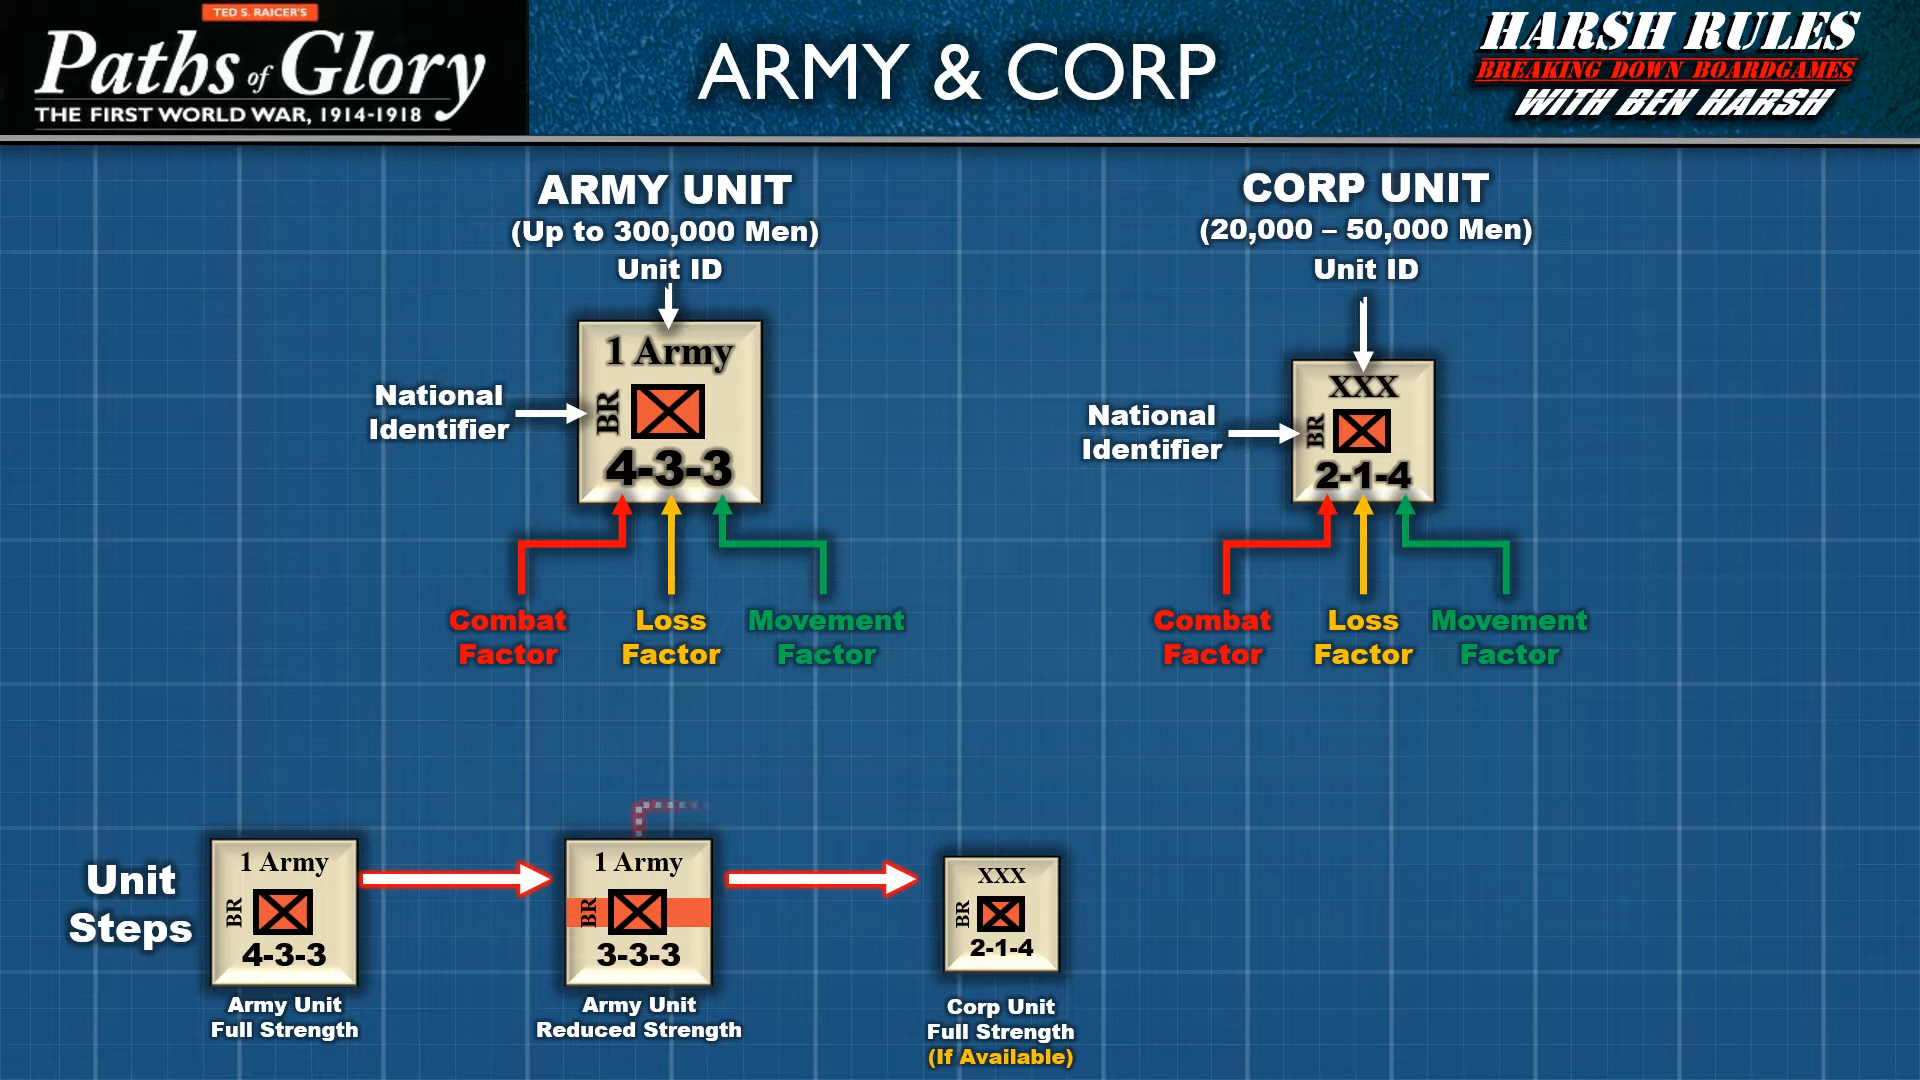 TED S. RAICER'S
Paths of Glory
THE FIRST WORLD WAR, 1914-1918
ARMY & CORP
HARSH RULES
BREAKING DOWN BOARDGAMES
WITH BEN HARSH
ARMY UNIT
(Up to 300,000 Men)
Unit ID
1 Army
National
Identifier
BR
4-3-3
Combat
Factor
Loss
Factor
Movement
Factor
CORP UNIT
(20,000 – 50,000 Men)
Unit ID
XXX
National
Identifier
BR
2-1-4
Combat
Factor
Loss
Factor
Movement
Factor
Unit
Steps
1 Army
BR
4-3-3
Army Unit
Full Strength
1 Army
BR
3-3-3
Army Unit
Reduced Strength
XXX
BR
2-1-4
Corp Unit
Full Strength
(If Available)